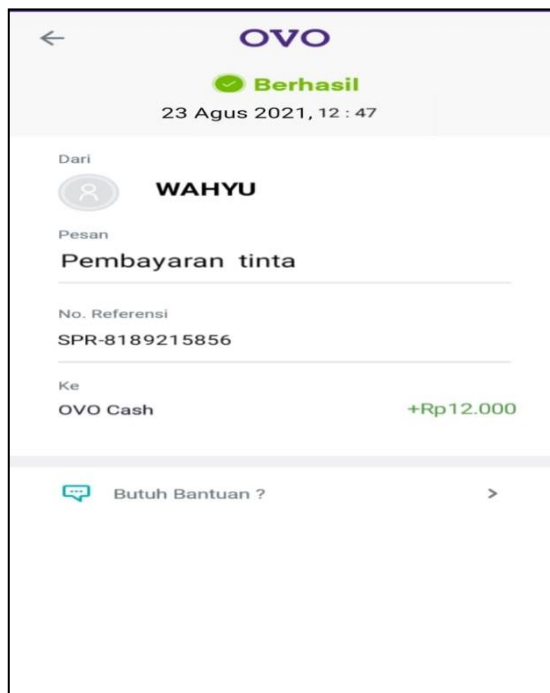 OVO
Berhasil
23 Agus 2021, 12 : 47
Dari
WAHYU
Pesan
Pembayaran tinta
No. Referensi
SPR-8189215856
Ke
OVO Cash +Rp12.000
Butuh Bantuan ? >